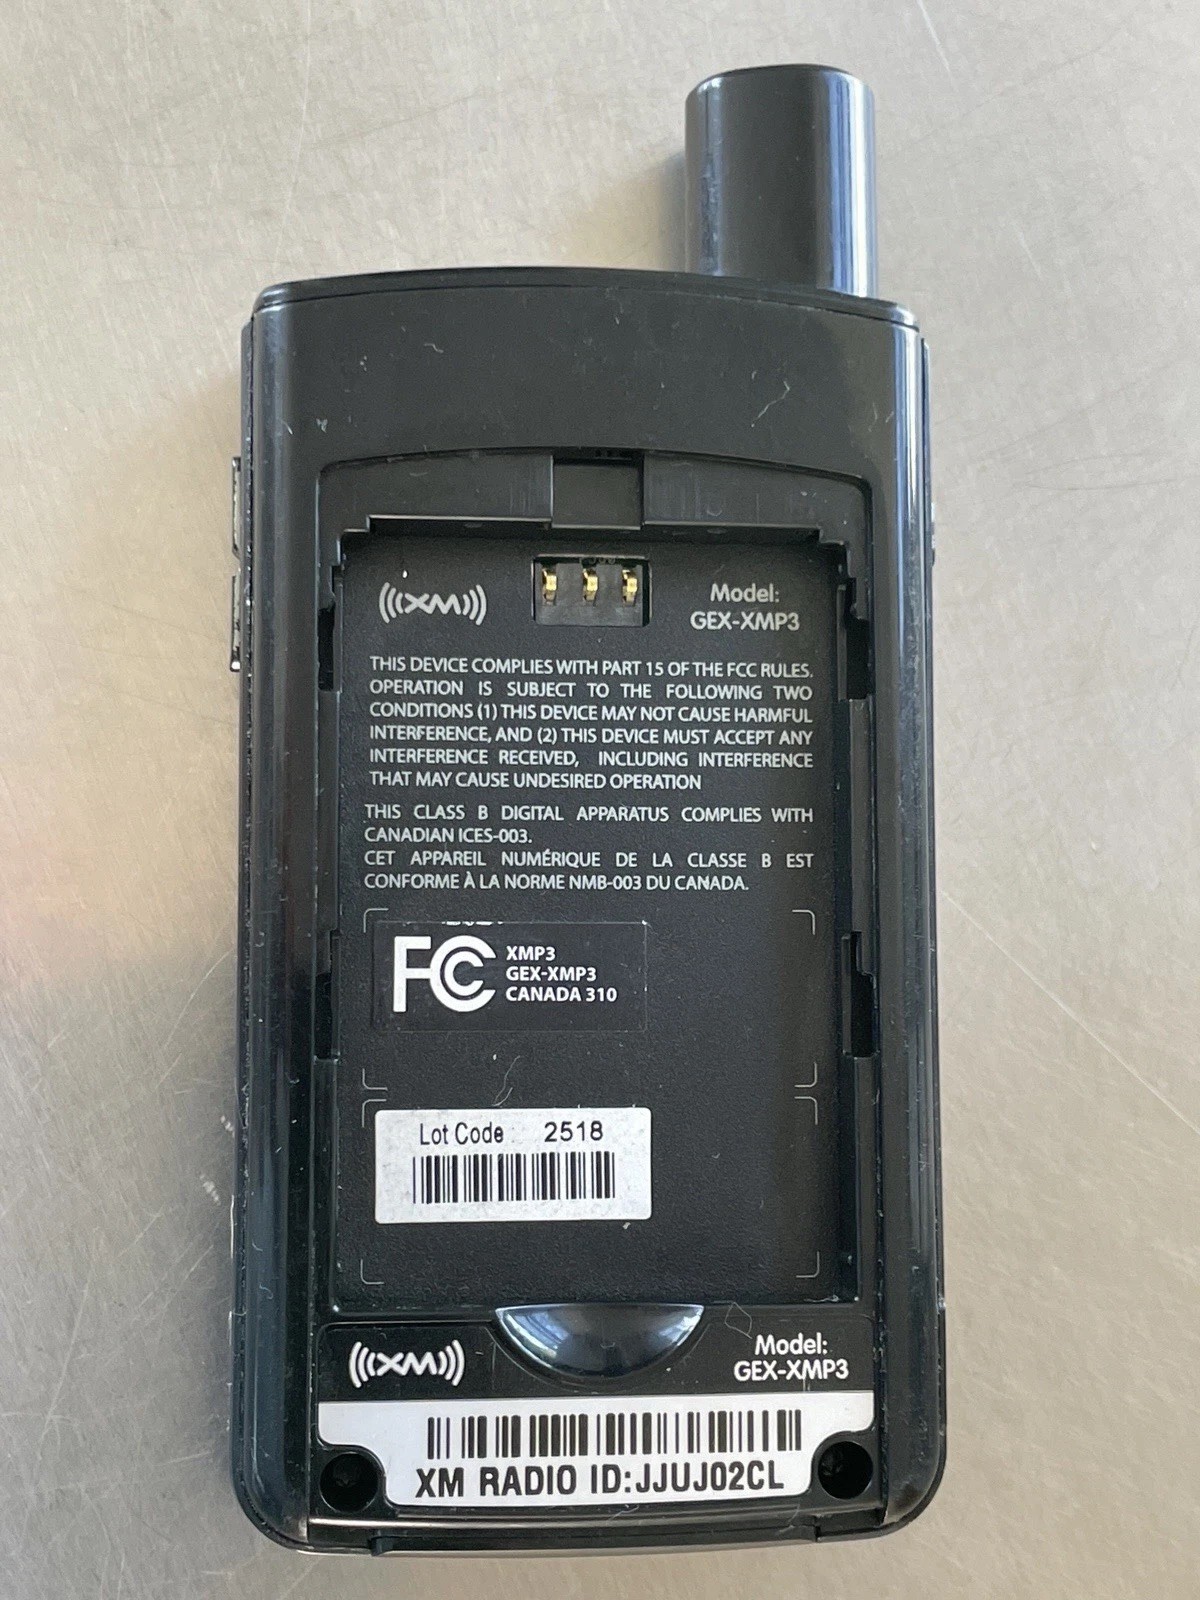 ((XM)) Model:
GEX-XMP3
THIS DEVICE COMPLIES WITH PART 15 OF THE FCC RULES.
OPERATION IS SUBJECT TO THE FOLLOWING TWO
CONDITIONS (1) THIS DEVICE MAY NOT CAUSE HARMFUL
INTERFERENCE, AND (2) THIS DEVICE MUST ACCEPT ANY
INTERFERENCE RECEIVED, INCLUDING INTERFERENCE
THAT MAY CAUSE UNDESIRED OPERATION
THIS CLASS B DIGITAL APPARATUS COMPLIES WITH
CANADIAN ICES-003.
CET APPAREIL NUMÉRIQUE DE LA CLASSE B EST
CONFORME À LA NORME NMB-003 DU CANADA.
FC XMP3
GEX-XMP3
CANADA 310
Lot Code : 2518
((XM)) Model:
GEX-XMP3
XM RADIO ID:JJUJ02CL